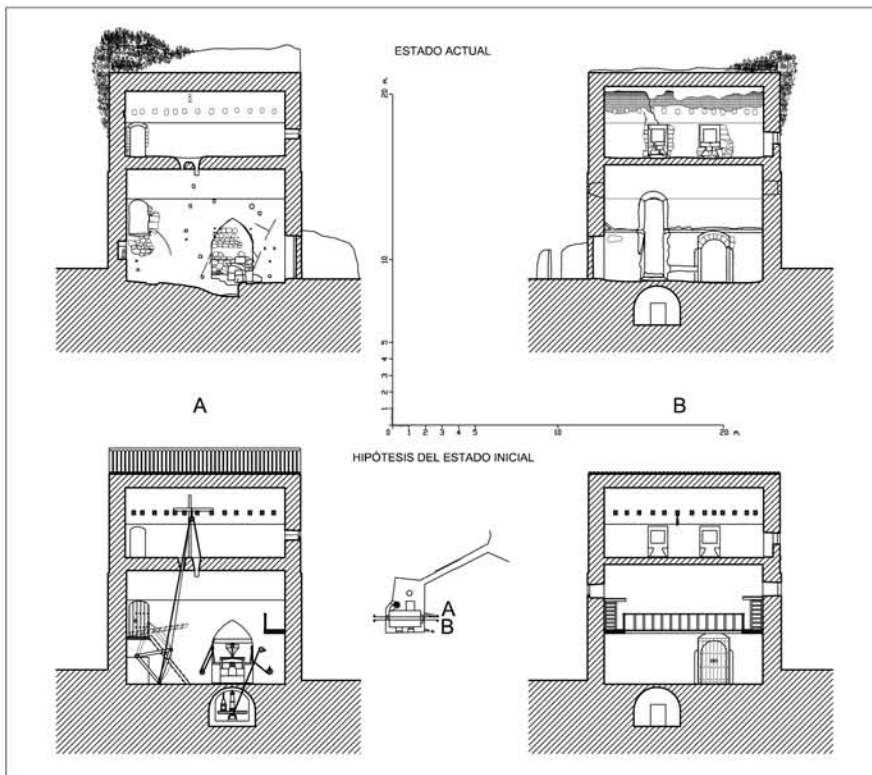 ESTADO ACTUAL
m.
20
10
5
4
3
2
1
0 1 2 3 4 5 10 20 m.
A
B
HIPÓTESIS DEL ESTADO INICIAL
A
B